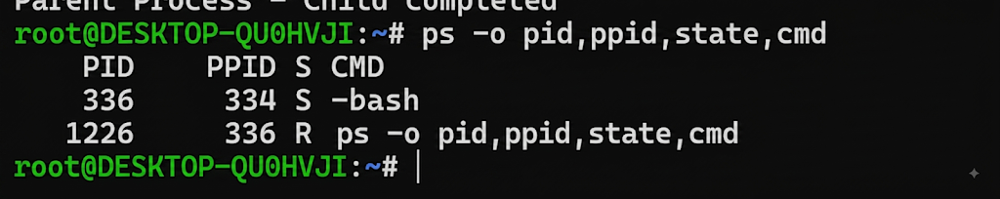 Parent Process - Child Completed
root@DESKTOP-QU0HVJI:~# ps -o pid,ppid,state,cmd
    PID    PPID S CMD
    336     334 S -bash
   1226     336 R ps -o pid,ppid,state,cmd
root@DESKTOP-QU0HVJI:~#